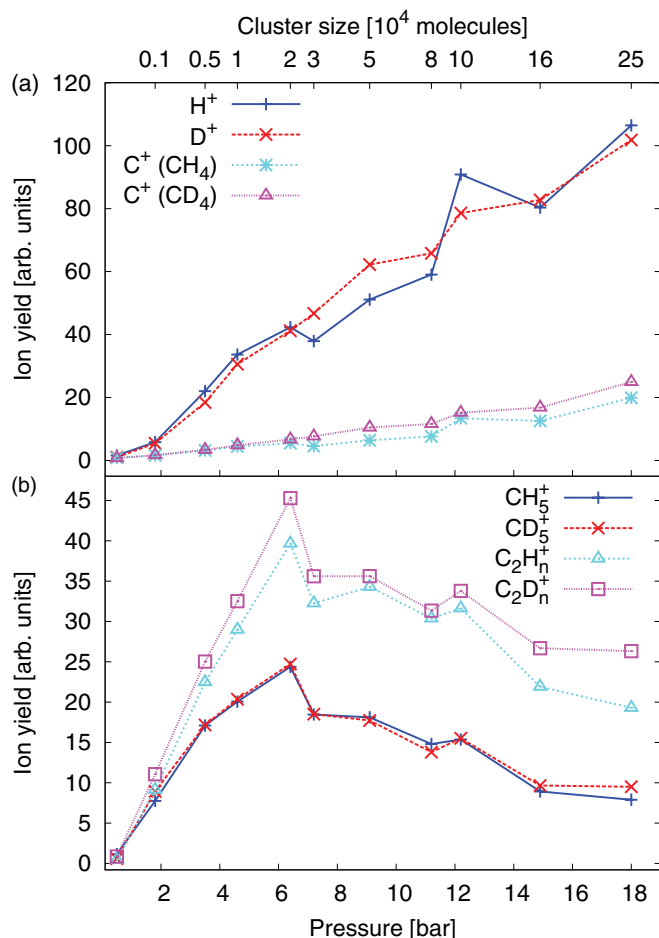 Cluster size [10⁴ molecules]
0.1 0.5 1 2 3 5 8 10 16 25
(a)
120
100
80
60
40
20
0
Ion yield [arb. units]
H⁺
D⁺
C⁺ (CH₄)
C⁺ (CD₄)
(b)
45
40
35
30
25
20
15
10
5
0
Ion yield [arb. units]
CH₅⁺
CD₅⁺
C₂Hₙ⁺
C₂Dₙ⁺
2 4 6 8 10 12 14 16 18
Pressure [bar]